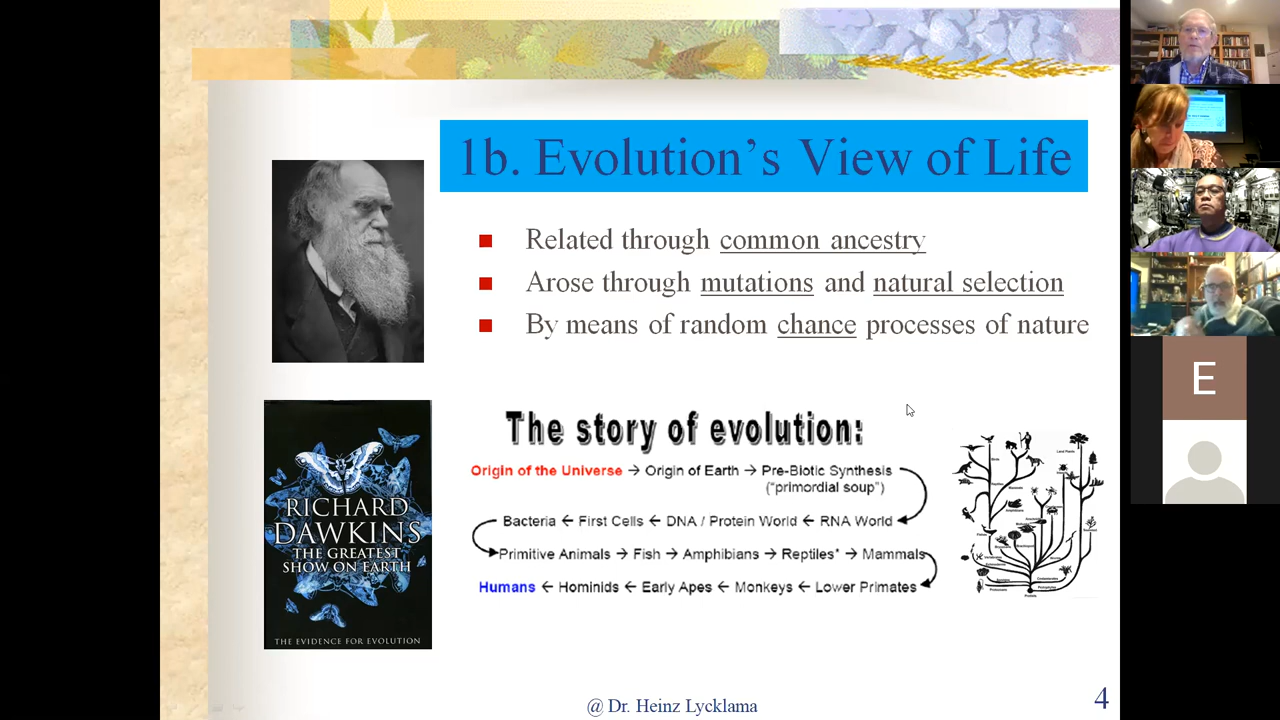 1b. Evolution's View of Life
Related through common ancestry
Arose through mutations and natural selection
By means of random chance processes of nature
RICHARD
DAWKINS
THE GREATEST
SHOW ON EARTH
THE EVIDENCE FOR EVOLUTION
The story of evolution:
Origin of the Universe → Origin of Earth → Pre-Biotic Synthesis
("primordial soup")
Bacteria ← First Cells ← DNA / Protein World ← RNA World
Primitive Animals → Fish → Amphibians → Reptiles* → Mammals
Humans ← Hominids ← Early Apes ← Monkeys ← Lower Primates
Land Plants
@ Dr. Heinz Lycklama
4
E